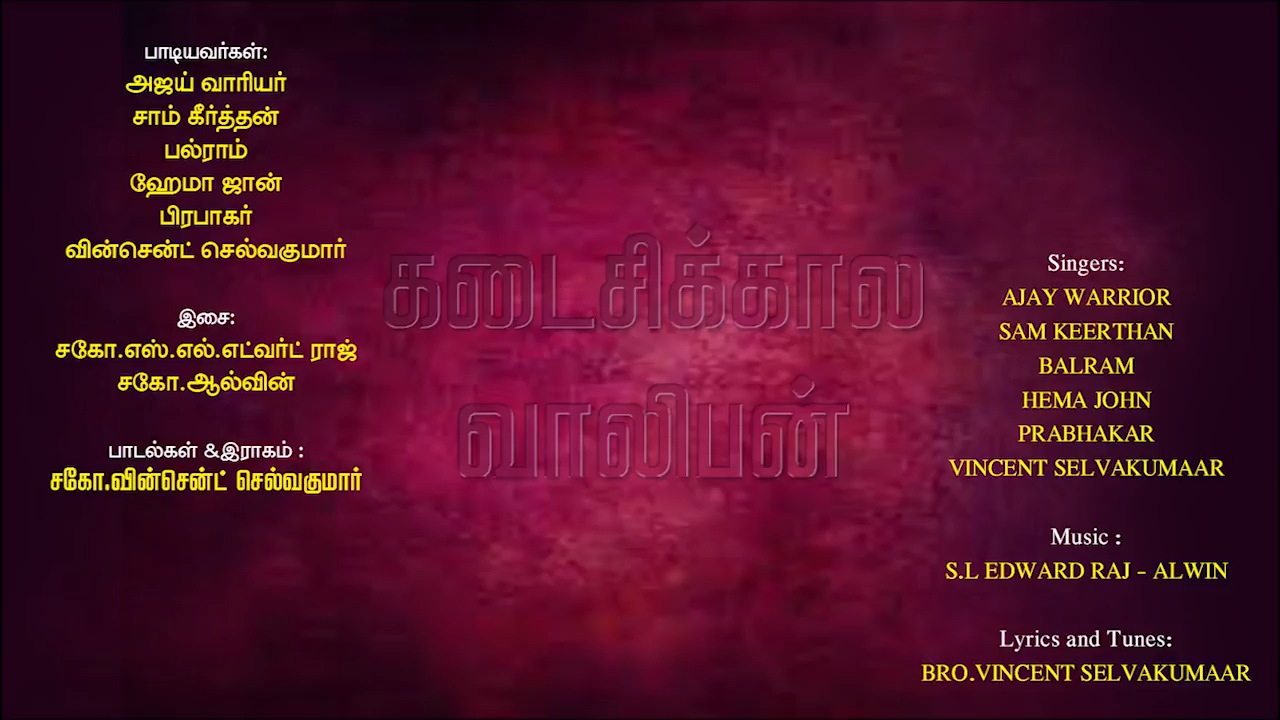 பாடியவர்கள்:
அஜய் வாரியர்
சாம் கீர்த்தன்
பல்ராம்
ஹேமா ஜான்
பிரபாகர்
வின்சென்ட் செல்வகுமார்
இசை:
சகோ.எஸ்.எல்.எட்வர்ட் ராஜ்
சகோ.ஆல்வின்
பாடல்கள் &இராகம் :
சகோ.வின்சென்ட் செல்வகுமார்
கடைசிக்கால
வாலிபன்
Singers:
AJAY WARRIOR
SAM KEERTHAN
BALRAM
HEMA JOHN
PRABHAKAR
VINCENT SELVAKUMAAR
Music :
S.L EDWARD RAJ - ALWIN
Lyrics and Tunes:
BRO.VINCENT SELVAKUMAAR